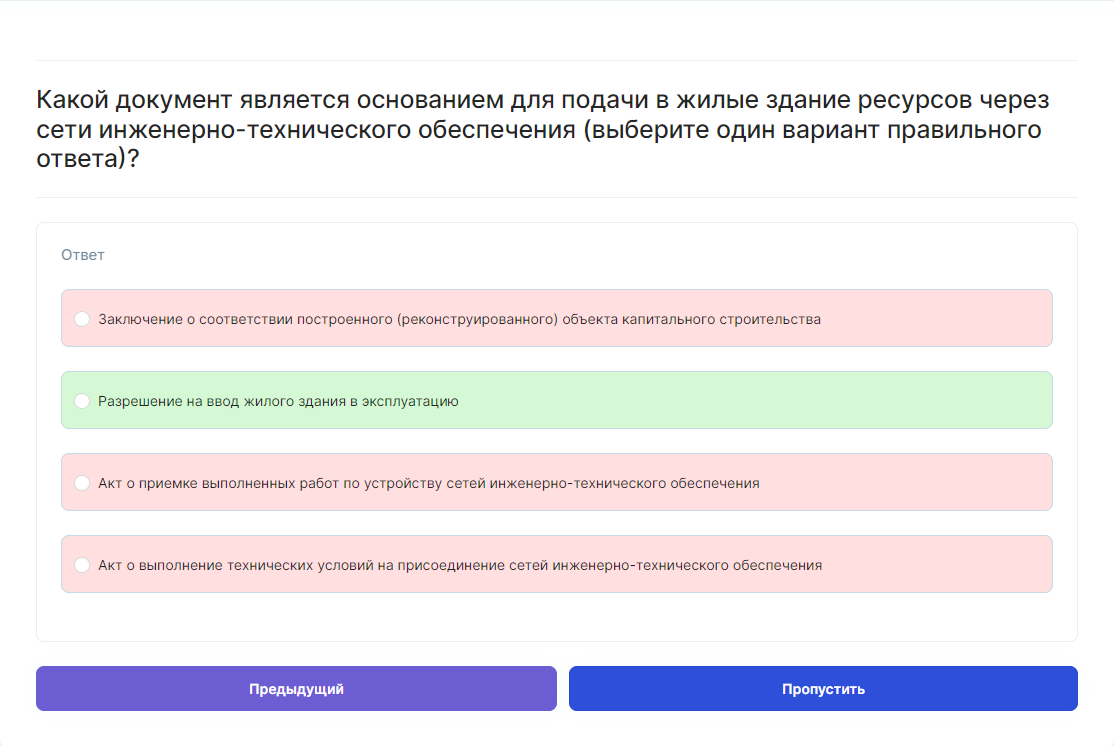 Какой документ является основанием для подачи в жилые здание ресурсов через
сети инженерно-технического обеспечения (выберите один вариант правильного
ответа)?
Ответ
Заключение о соответствии построенного (реконструированного) объекта капитального строительства
Разрешение на ввод жилого здания в эксплуатацию
Акт о приемке выполненных работ по устройству сетей инженерно-технического обеспечения
Акт о выполнение технических условий на присоединение сетей инженерно-технического обеспечения
Предыдущий
Пропустить